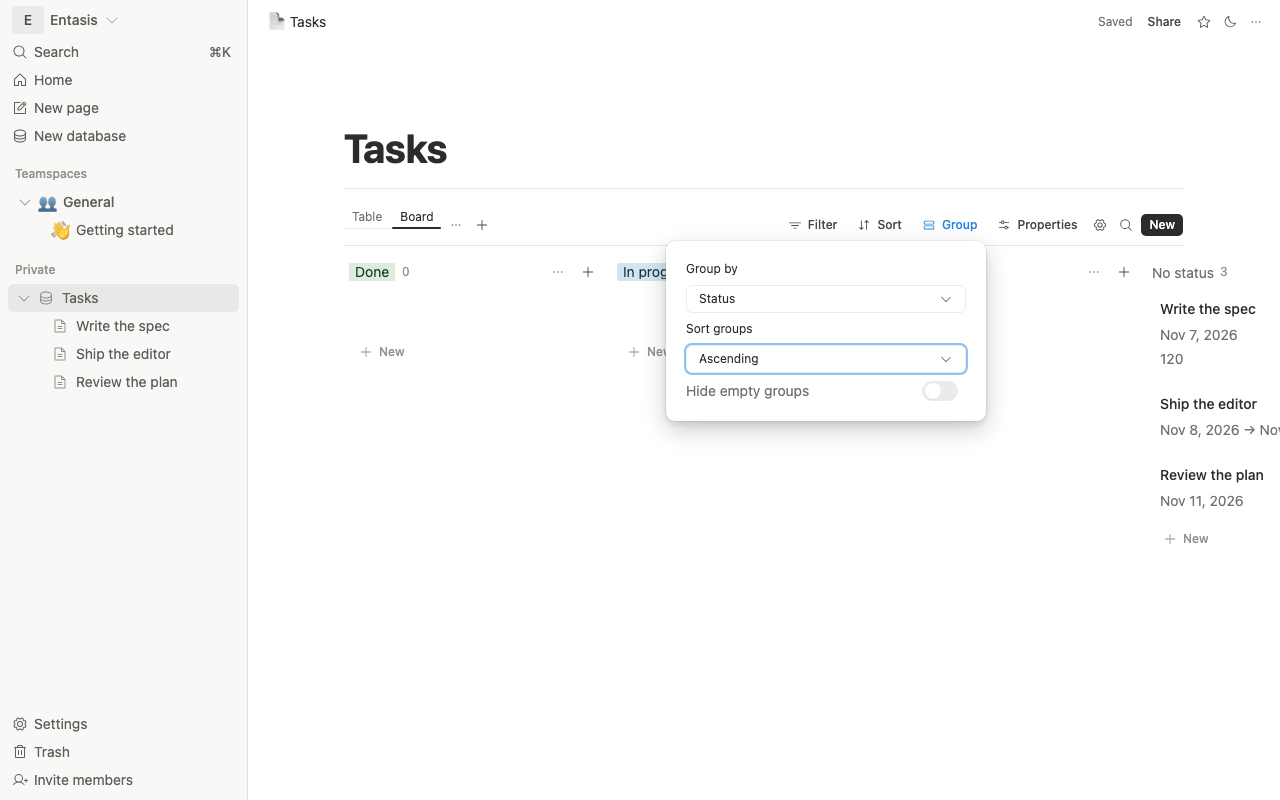 E Entasis
Search ⌘K
Home
New page
New database
Teamspaces
General
Getting started
Private
Tasks
Write the spec
Ship the editor
Review the plan
Settings
Trash
Invite members
Tasks
Saved Share
Tasks
Table Board
Filter Sort Group Properties New
Done 0
New
Group by
Status
Sort groups
Ascending
Hide empty groups
No status 3
Write the spec
Nov 7, 2026
120
Ship the editor
Nov 8, 2026 →
Review the plan
Nov 11, 2026
New